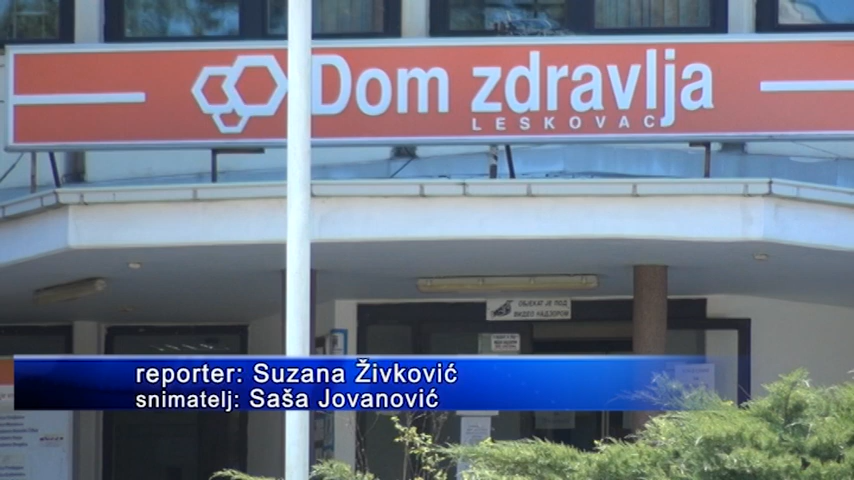 Dom zdravlja
LESKOVAC
ОБЈЕКАТ ЈЕ ПОД
ВИДЕО НАДЗОРОМ
reporter: Suzana Živković
snimatelj: Saša Jovanović